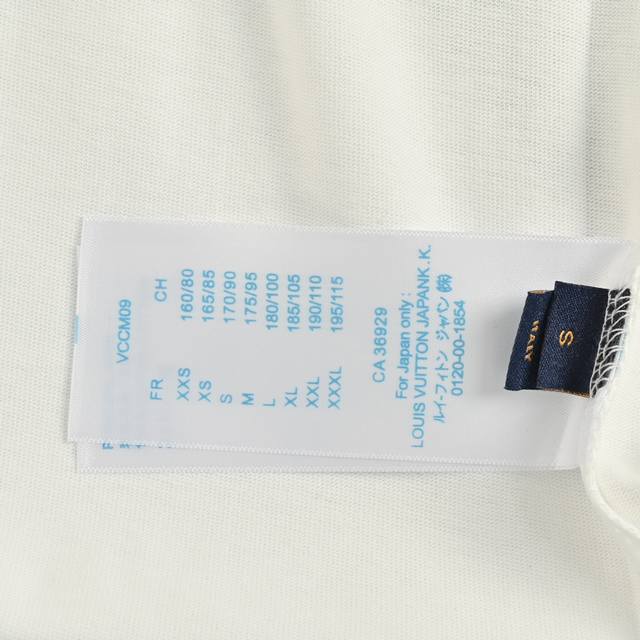 VCCM09
FR CH
XXS 160/80
XS 165/85
S 170/90
M 175/95
L 180/100
XL 185/105
XXL 190/110
XXXL 195/115
CA 36929
For Japan only :
LOUIS VUITTON JAPANK. K.
ルイ・フィトン ジャパン ㈱
0120-00-1854
S